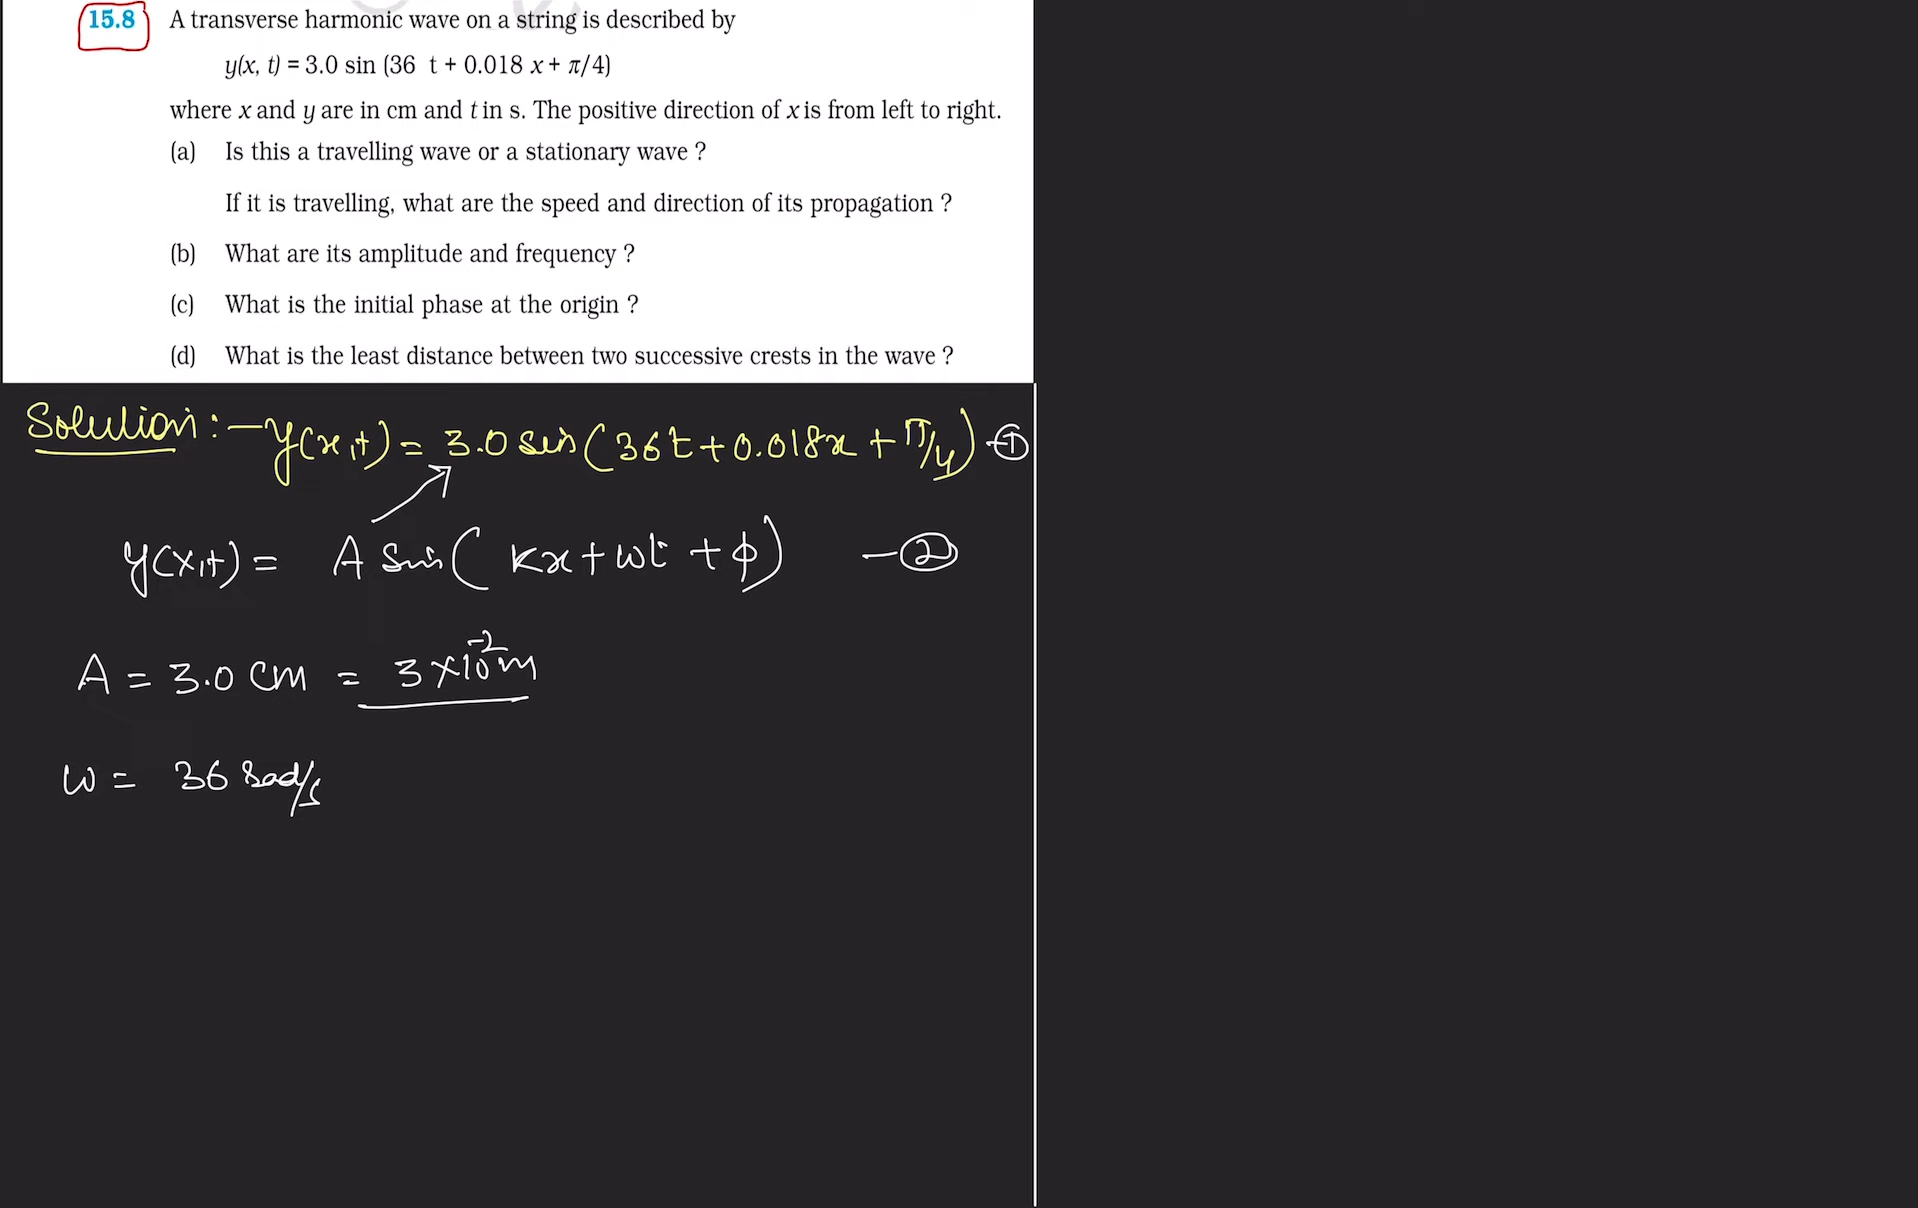 15.8 A transverse harmonic wave on a string is described by
y(x, t) = 3.0 sin (36 t + 0.018 x + π/4)
where x and y are in cm and t in s. The positive direction of x is from left to right.
(a) Is this a travelling wave or a stationary wave ?
If it is travelling, what are the speed and direction of its propagation ?
(b) What are its amplitude and frequency ?
(c) What is the initial phase at the origin ?
(d) What is the least distance between two successive crests in the wave ?
Solution :- y(x,t) = 3.0 sin(36t + 0.018x + π/4) -①
y(x,t) = A sin( kx + ωt + ϕ) -②
A = 3.0 cm = 3 × 10⁻² m
ω = 36 rad/s